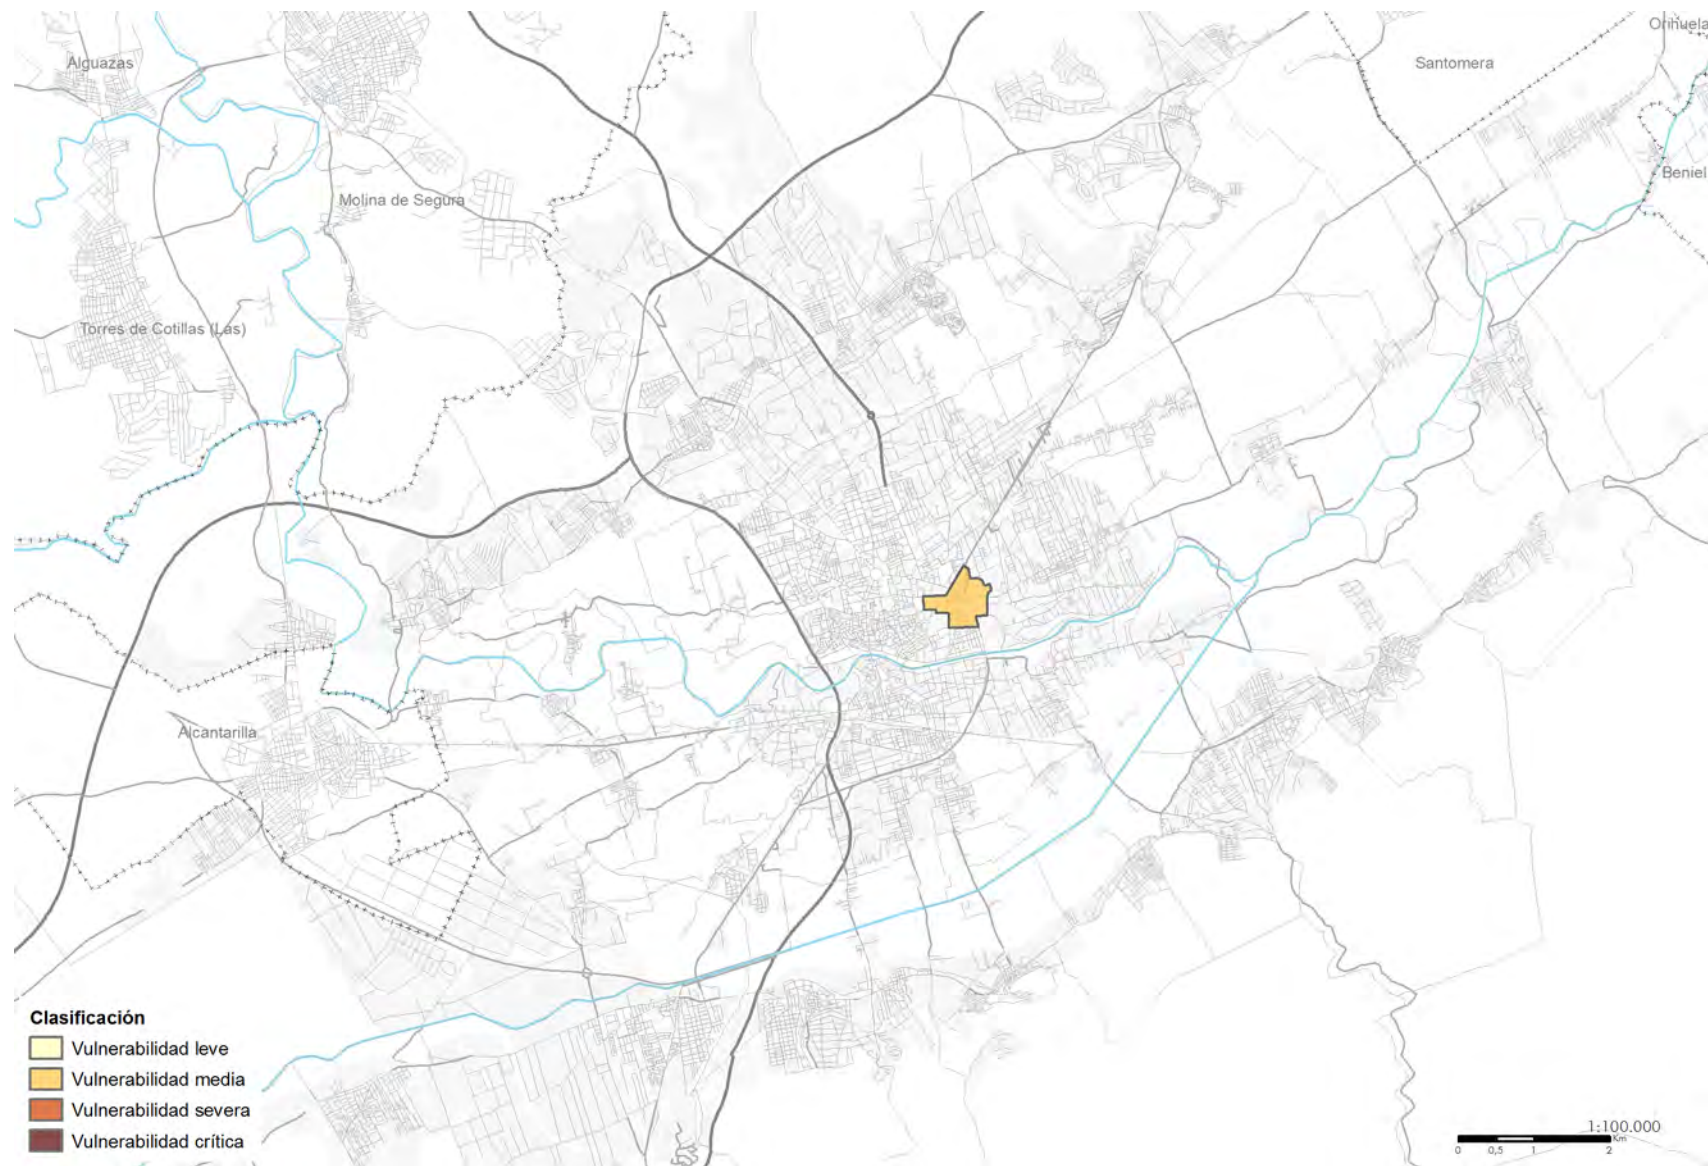 Orihuela
Alguazas
Santomera
Beniel
Molina de Segura
Torres de Cotillas (Las)
Alcantarilla
Clasificación
Vulnerabilidad leve
Vulnerabilidad media
Vulnerabilidad severa
Vulnerabilidad crítica
1:100.000
Km
0 0,5 1 2